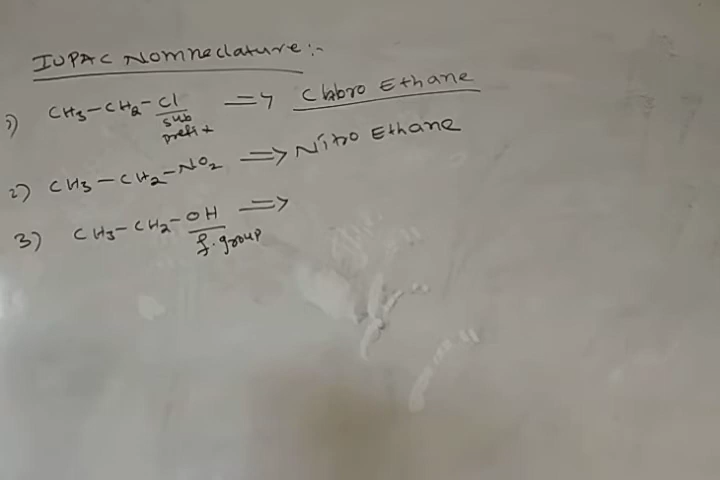 IUPAC Nomneclature:-
1) CH3-CH2-Cl => Chloro Ethane
sub
prefix
2) CH3-CH2-NO2 => Nitro Ethane
3) CH3-CH2-OH =>
f.group